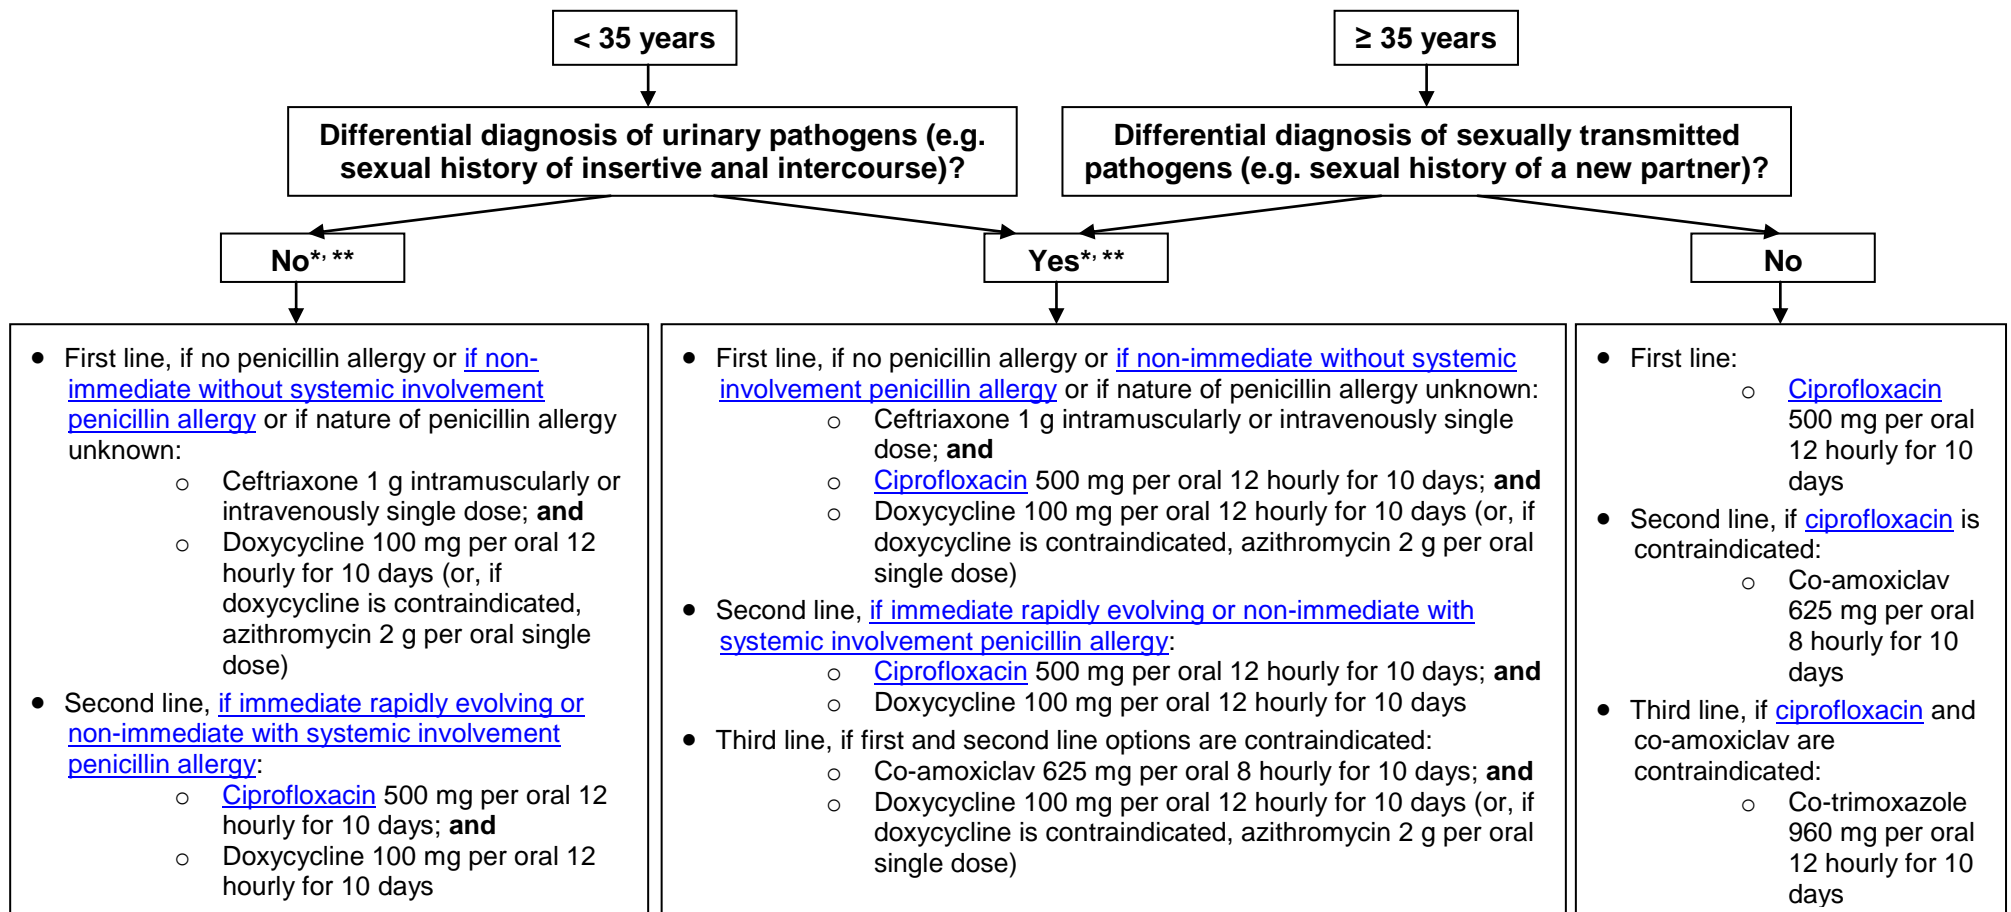 < 35 years
≥ 35 years
Differential diagnosis of urinary pathogens (e.g.
sexual history of insertive anal intercourse)?
Differential diagnosis of sexually transmitted
pathogens (e.g. sexual history of a new partner)?
No*, **
Yes*, **
No
• First line, if no penicillin allergy or if non-
immediate without systemic involvement
penicillin allergy or if nature of penicillin allergy
unknown:
o Ceftriaxone 1 g intramuscularly or
intravenously single dose; and
o Doxycycline 100 mg per oral 12
hourly for 10 days (or, if
doxycycline is contraindicated,
azithromycin 2 g per oral single
dose)
• Second line, if immediate rapidly evolving or
non-immediate with systemic involvement
penicillin allergy:
o Ciprofloxacin 500 mg per oral 12
hourly for 10 days; and
o Doxycycline 100 mg per oral 12
hourly for 10 days
• First line, if no penicillin allergy or if non-immediate without systemic
involvement penicillin allergy or if nature of penicillin allergy unknown:
o Ceftriaxone 1 g intramuscularly or intravenously single
dose; and
o Ciprofloxacin 500 mg per oral 12 hourly for 10 days; and
o Doxycycline 100 mg per oral 12 hourly for 10 days (or, if
doxycycline is contraindicated, azithromycin 2 g per oral
single dose)
• Second line, if immediate rapidly evolving or non-immediate with
systemic involvement penicillin allergy:
o Ciprofloxacin 500 mg per oral 12 hourly for 10 days; and
o Doxycycline 100 mg per oral 12 hourly for 10 days
• Third line, if first and second line options are contraindicated:
o Co-amoxiclav 625 mg per oral 8 hourly for 10 days; and
o Doxycycline 100 mg per oral 12 hourly for 10 days (or, if
doxycycline is contraindicated, azithromycin 2 g per oral
single dose)
• First line:
o Ciprofloxacin
500 mg per oral
12 hourly for 10
days
• Second line, if ciprofloxacin is
contraindicated:
o Co-amoxiclav
625 mg per oral
8 hourly for 10
days
• Third line, if ciprofloxacin and
co-amoxiclav are
contraindicated:
o Co-trimoxazole
960 mg per oral
12 hourly for 10
days